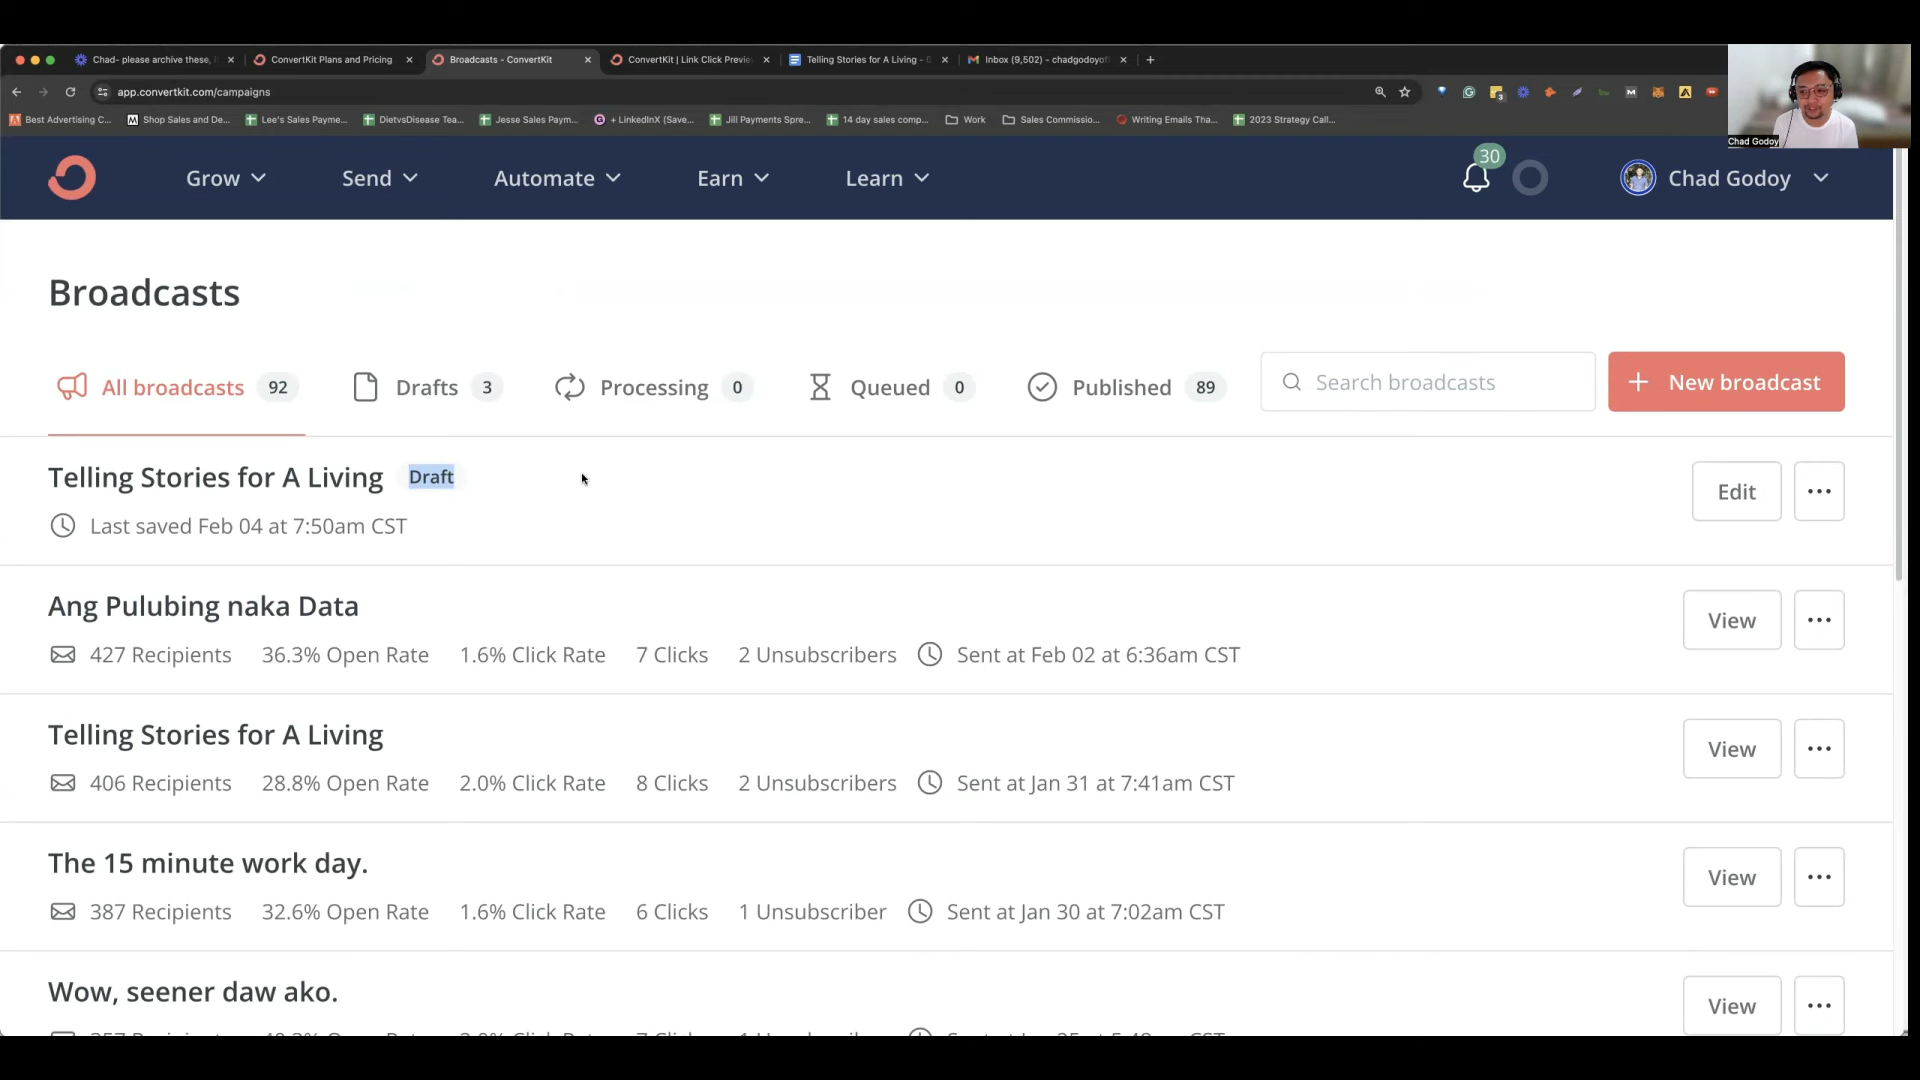 Chad- please archive these,
ConvertKit Plans and Pricing
Broadcasts - ConvertKit
ConvertKit | Link Click Previe
Telling Stories for A Living -
Inbox (9,502) - chadgodoyof
app.convertkit.com/campaigns
Best Advertising C...
Shop Sales and De...
Lee's Sales Payme...
DietvsDisease Tea...
Jesse Sales Paym...
+ LinkedInX (Save...
Jill Payments Spre...
14 day sales comp...
Work
Sales Commissio...
Writing Emails Tha...
2023 Strategy Call...
Chad Godoy
Grow
Send
Automate
Earn
Learn
30
Chad Godoy
Broadcasts
All broadcasts 92
Drafts 3
Processing 0
Queued 0
Published 89
Search broadcasts
+ New broadcast
Telling Stories for A Living Draft
Last saved Feb 04 at 7:50am CST
Edit
Ang Pulubing naka Data
427 Recipients 36.3% Open Rate 1.6% Click Rate 7 Clicks 2 Unsubscribers Sent at Feb 02 at 6:36am CST
View
Telling Stories for A Living
406 Recipients 28.8% Open Rate 2.0% Click Rate 8 Clicks 2 Unsubscribers Sent at Jan 31 at 7:41am CST
View
The 15 minute work day.
387 Recipients 32.6% Open Rate 1.6% Click Rate 6 Clicks 1 Unsubscriber Sent at Jan 30 at 7:02am CST
View
Wow, seener daw ako.
View